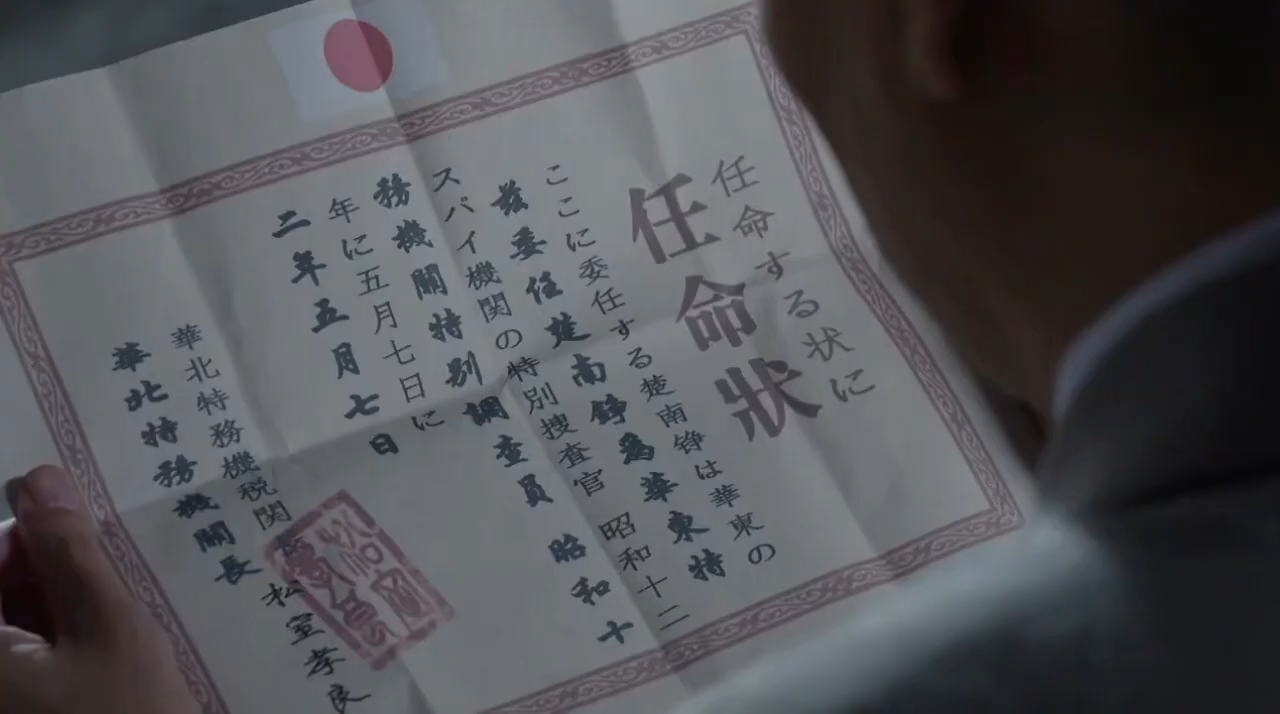 任命する状に
任命狀
ここに委任する楚南铮は華東の
茲委任楚南錚爲華東特
スパイ機関の特別捜査官 昭和十二
務機關特別調查員 昭和十
年に五月七日に
二年五月七日
華北特務機税関 松室孝良
華北特務機關長